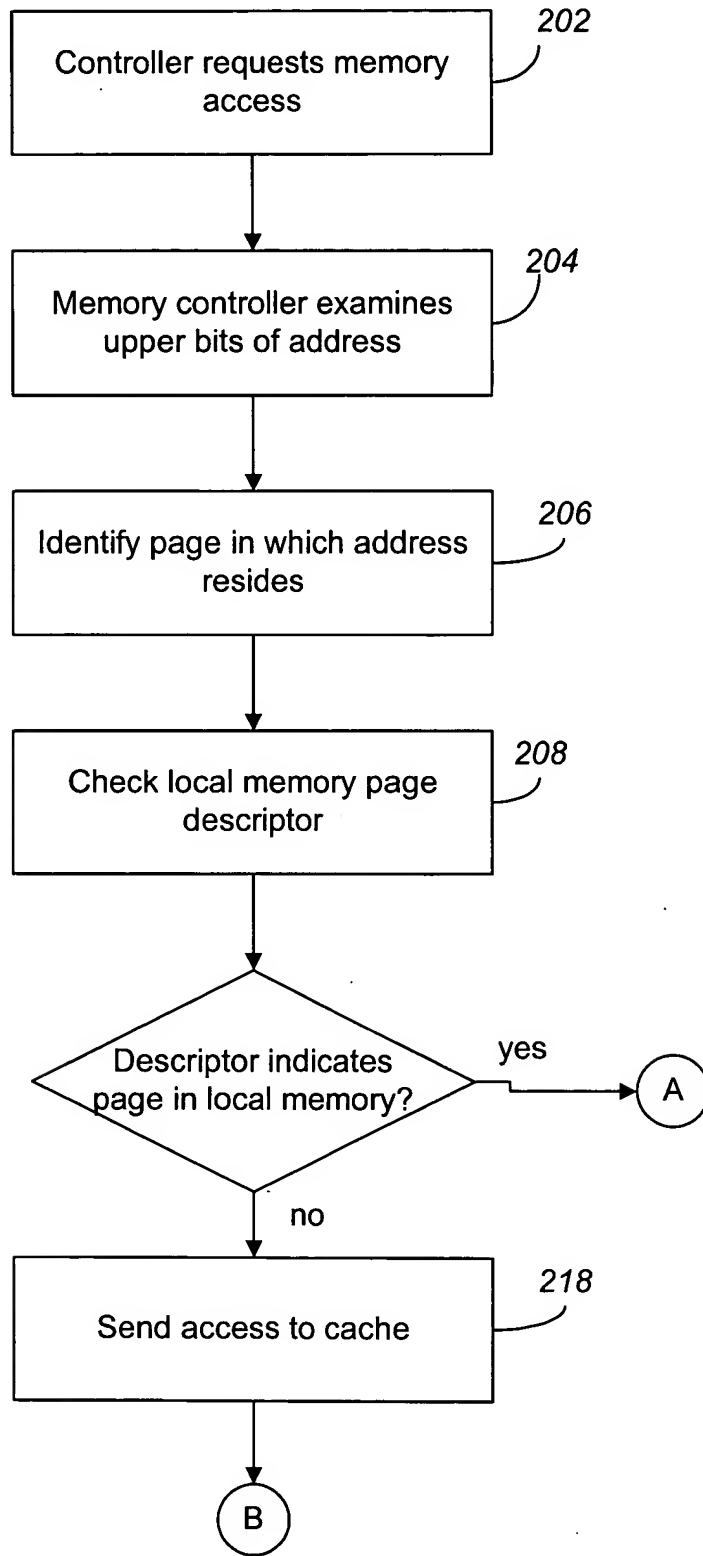 202
Controller requests memory
access
204
Memory controller examines
upper bits of address
206
Identify page in which address
resides
208
Check local memory page
descriptor
Descriptor indicates
page in local memory?
yes
A
no
218
Send access to cache
B